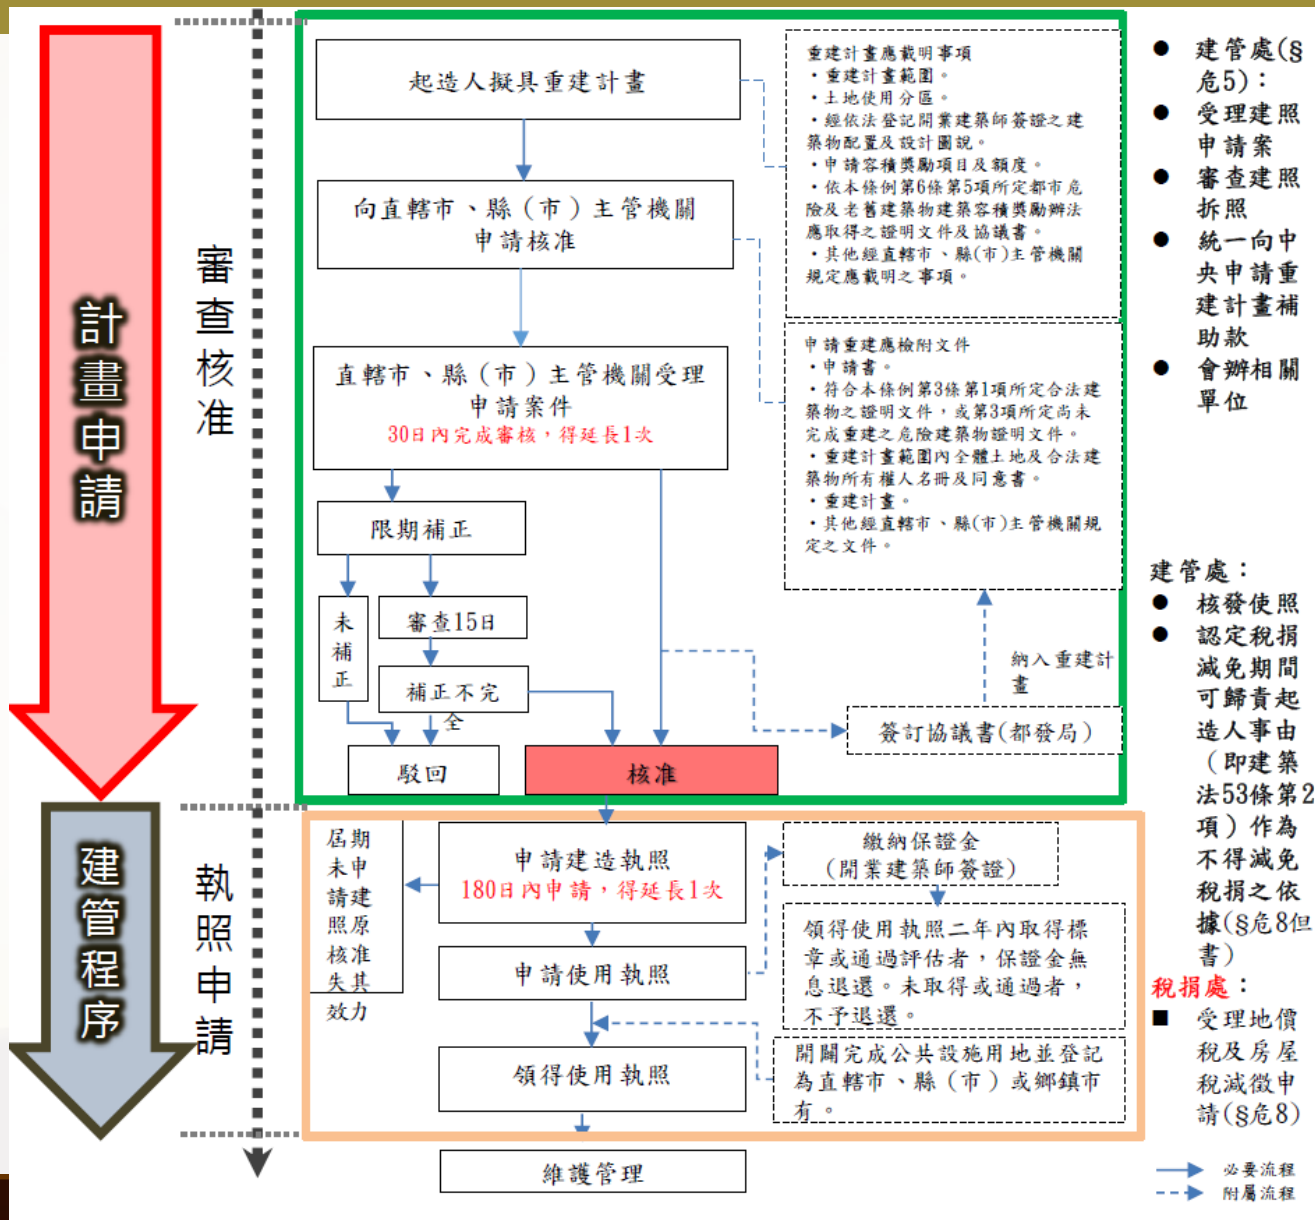 計畫申請
建管程序
審查核准
執照申請
起造人擬具重建計畫
向直轄市、縣（市）主管機關
申請核准
直轄市、縣（市）主管機關受理
申請案件
30日內完成審核，得延長1次
限期補正
未
補
正
審查15日
補正不完
全
駁回
核准
重建計畫應載明事項
・重建計畫範圍。
・土地使用分區。
・經依法登記開業建築師簽證之建
築物配置及設計圖說。
・申請容積獎勵項目及額度。
・依本條例第6條第5項所定都市危
險及老舊建築物建築容積獎勵辦法
應取得之證明文件及協議書。
・其他經直轄市、縣(市)主管機關
規定應載明之事項。
申請重建應檢附文件
・申請書。
・符合本條例第3條第1項所定合法建
築物之證明文件，或第3項所定尚未
完成重建之危險建築物證明文件。
・重建計畫範圍內全體土地及合法建
築物所有權人名冊及同意書。
・重建計畫。
・其他經直轄市、縣(市)主管機關規
定之文件。
納入重建計
畫
簽訂協議書(都發局)
屆期
未申
請建
照原
核准
失其
效力
申請建造執照
180日內申請，得延長1次
申請使用執照
領得使用執照
維護管理
繳納保證金
(開業建築師簽證)
領得使用執照二年內取得標
章或通過評估者，保證金無
息退還。未取得或通過者，
不予退還。
開闢完成公共設施用地並登記
為直轄市、縣（市）或鄉鎮市
有。
● 建管處(§
危5)：
● 受理建照
申請案
● 審查建照
拆照
● 統一向中
央申請重
建計畫補
助款
● 會辦相關
單位
建管處：
● 核發使照
● 認定稅捐
減免期間
可歸責起
造人事由
（即建築
法53條第2
項）作為
不得減免
稅捐之依
據(§危8但
書)
稅捐處：
■ 受理地價
稅及房屋
稅減徵申
請(§危8)
必要流程
附屬流程